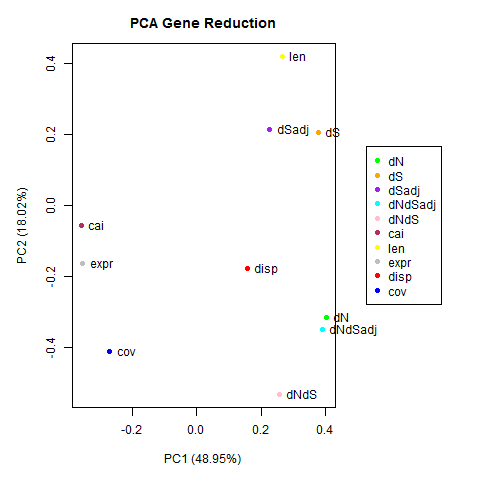 PCA Gene Reduction
len
dSadj
dS
cai
expr
disp
dN
dNdSadj
cov
dNdS
0.4
0.2
0.0
-0.2
-0.4
PC2 (18.02%)
-0.2
0.0
0.2
0.4
PC1 (48.95%)
dN
dS
dSadj
dNdSadj
dNdS
cai
len
expr
disp
cov